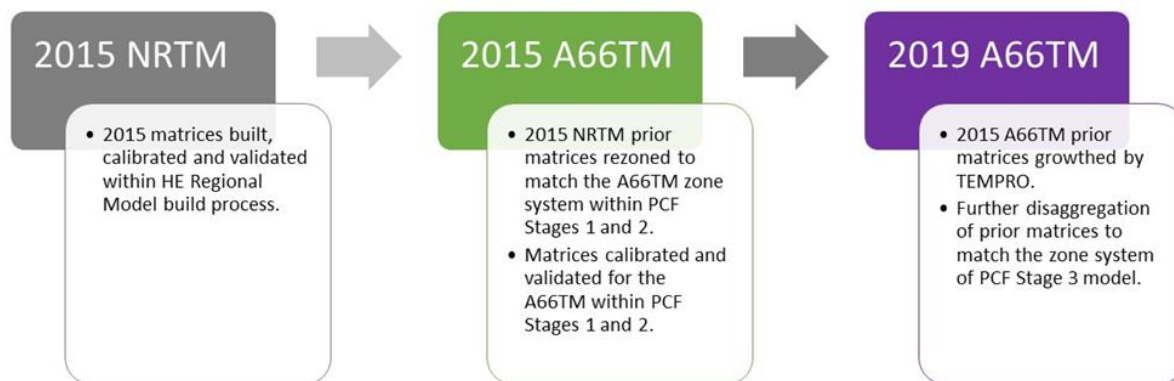 2015 NRTM
• 2015 matrices built,
calibrated and validated
within HE Regional
Model build process.
2015 A66TM
• 2015 NRTM prior
matrices rezoned to
match the A66TM zone
system within PCF
Stages 1 and 2.
• Matrices calibrated and
validated for the
A66TM within PCF
Stages 1 and 2.
2019 A66TM
• 2015 A66TM prior
matrices growthed by
TEMPRO.
• Further disaggregation
of prior matrices to
match the zone system
of PCF Stage 3 model.